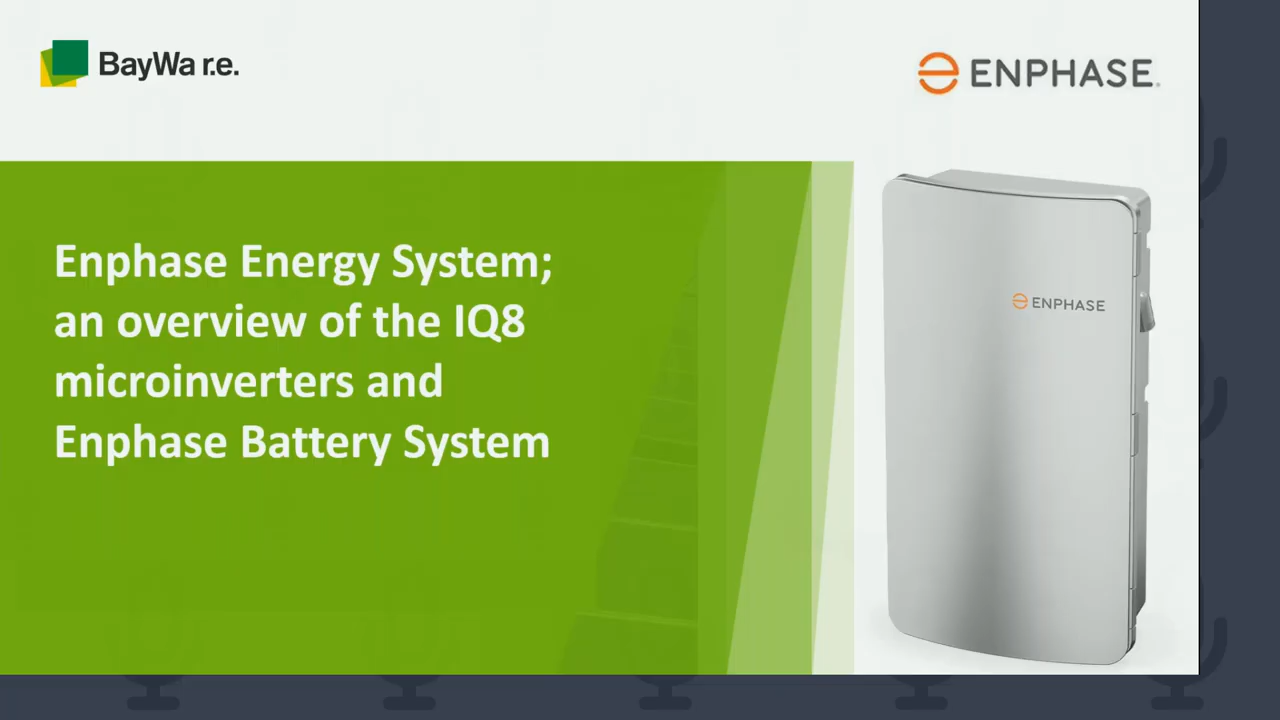 BayWa r.e.
ENPHASE.
Enphase Energy System;
an overview of the IQ8
microinverters and
Enphase Battery System
ENPHASE